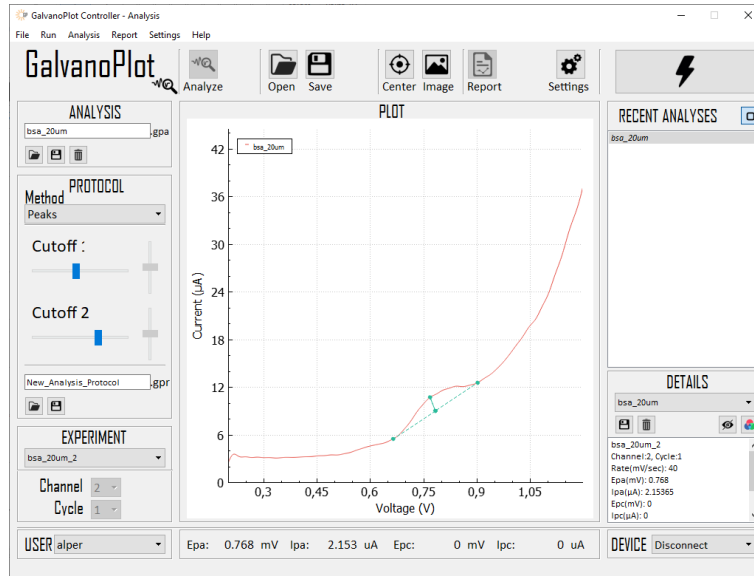 GalvanoPlot Controller - Analysis
File Run Analysis Report Settings Help
GalvanoPlot
Analyze Open Save Center Image Report Settings
ANALYSIS
bsa_20um .gpa
PROTOCOL
Method
Peaks
Cutoff 1
Cutoff 2
New_Analysis_Protocol .gpr
EXPERIMENT
bsa_20um_2
Channel 2
Cycle 1
PLOT
bsa_20um
Current (µA)
42
36
30
24
18
12
6
0
0,3 0,45 0,6 0,75 0,9 1,05
Voltage (V)
RECENT ANALYSES
bsa_20um
DETAILS
bsa_20um
bsa_20um_2
Channel:2, Cycle:1
Rate(mV/sec): 40
Epa(mV): 0.768
Ipa(µA): 2.15365
Epc(mV): 0
Ipc(µA): 0
USER alper
Epa: 0.768 mV Ipa: 2.153 uA Epc: 0 mV Ipc: 0 uA
DEVICE Disconnect